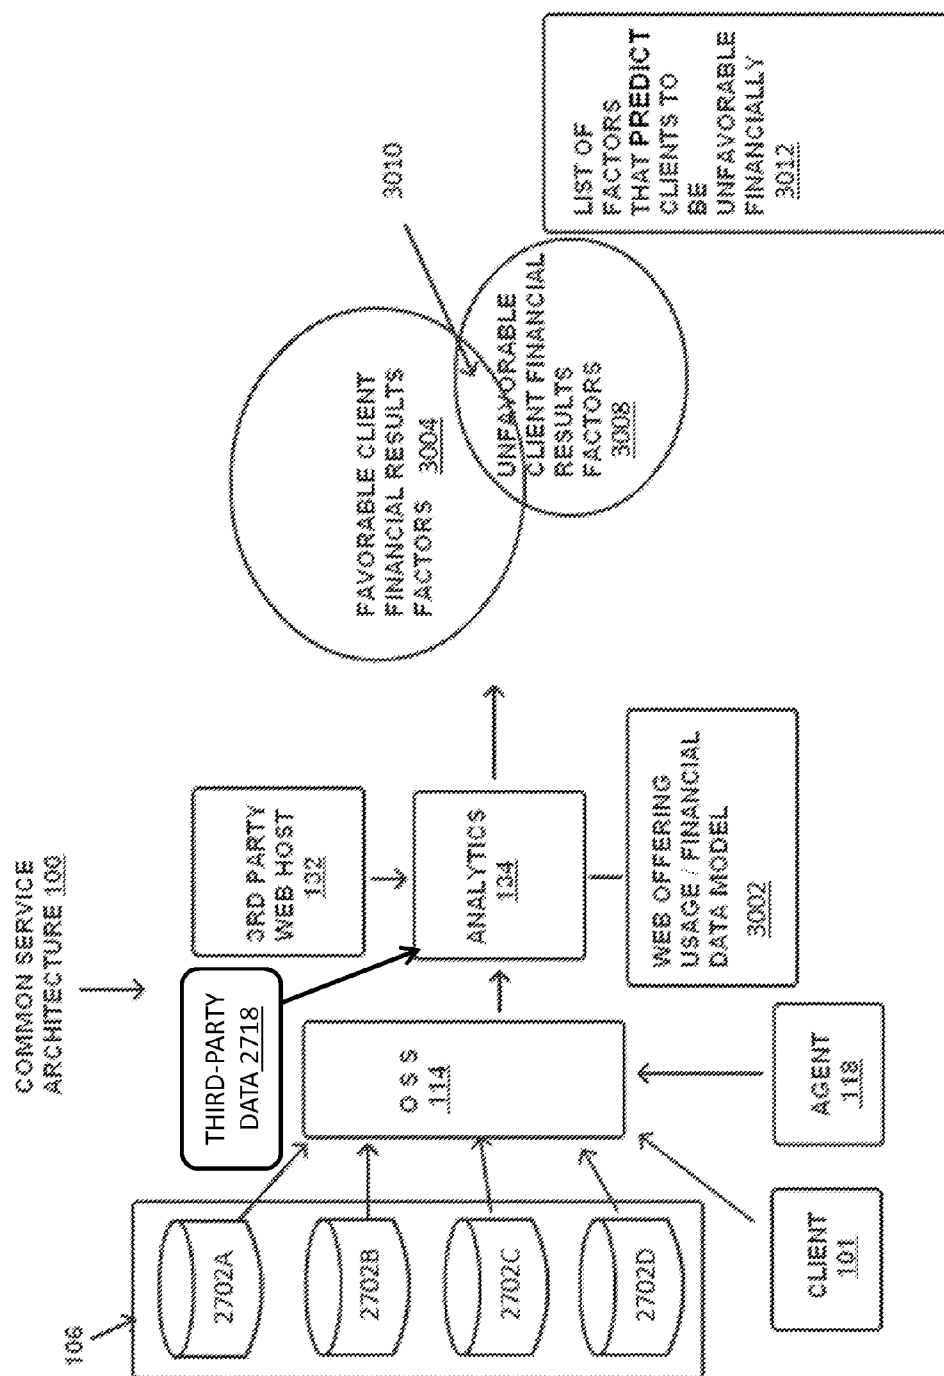 COMMON SERVICE
ARCHITECTURE 100
106
2702A
2702B
2702C
2702D
THIRD-PARTY
DATA 2718
O S S
114
CLIENT
101
AGENT
118
3RD PARTY
WEB HOST
132
ANALYTICS
134
WEB OFFERING
USAGE / FINANCIAL
DATA MODEL
3002
FAVORABLE CLIENT
FINANCIAL RESULTS
FACTORS 3004
3010
UNFAVORABLE
CLIENT FINANCIAL
RESULTS
FACTORS
3008
LIST OF
FACTORS
THAT PREDICT
CLIENTS TO
BE
UNFAVORABLE
FINANCIALLY
3012